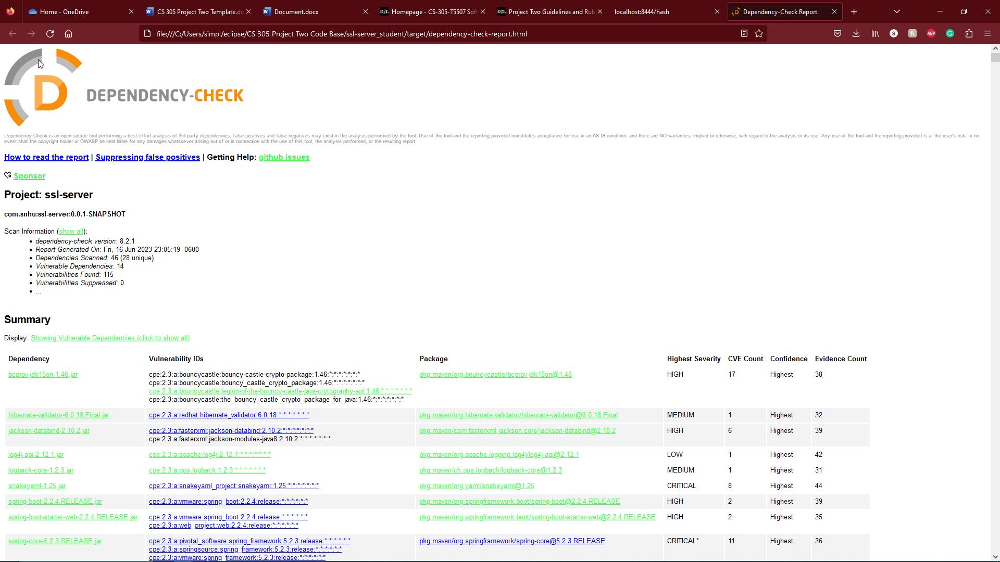 Home - OneDrive
CS 305 Project Two Template.do
Document.docx
D2L Homepage - CS-305-T5507 Soft
D2L Project Two Guidelines and Rub
localhost:8444/hash
Dependency-Check Report
file:///C:/Users/simpl/eclipse/CS 305 Project Two Code Base/ssl-server_student/target/dependency-check-report.html
S
ABP
D
DEPENDENCY-CHECK
Dependency-Check is an open source tool performing a best effort analysis of 3rd party dependencies; false positives and false negatives may exist in the analysis performed by the tool. Use of the tool and the reporting provided constitutes acceptance for use in an AS IS condition, and there are NO warranties, implied or otherwise, with regard to the analysis or its use. Any use of the tool and the reporting provided is at the user's risk. In no
event shall the copyright holder or OWASP be held liable for any damages whatsoever arising out of or in connection with the use of this tool, the analysis performed, or the resulting report.
How to read the report | Suppressing false positives | Getting Help: github issues
Sponsor
Project: ssl-server
com.snhu:ssl-server:0.0.1-SNAPSHOT
Scan Information (show all):
• dependency-check version: 8.2.1
• Report Generated On: Fri, 16 Jun 2023 23:05:19 -0600
• Dependencies Scanned: 46 (28 unique)
• Vulnerable Dependencies: 14
• Vulnerabilities Found: 115
• Vulnerabilities Suppressed: 0
• ...
Summary
Display: Showing Vulnerable Dependencies (click to show all)
Dependency Vulnerability IDs Package Highest Severity CVE Count Confidence Evidence Count
bcprov-jdk15on-1.46.jar cpe:2.3:a:bouncycastle:bouncy-castle-crypto-package:1.46:*:*:*:*:*:*:* pkg:maven/org.bouncycastle/bcprov-jdk15on@1.46 HIGH 17 Highest 38
cpe:2.3:a:bouncycastle:bouncy_castle_crypto_package:1.46:*:*:*:*:*:*:*
cpe:2.3:a:bouncycastle:legion-of-the-bouncy-castle-java-crytography-api:1.46:*:*:*:*:*:*:*
cpe:2.3:a:bouncycastle:the_bouncy_castle_crypto_package_for_java:1.46:*:*:*:*:*:*:*
hibernate-validator-6.0.18.Final.jar cpe:2.3:a:redhat:hibernate_validator:6.0.18:*:*:*:*:*:*:* pkg:maven/org.hibernate.validator/hibernate-validator@6.0.18.Final MEDIUM 1 Highest 32
jackson-databind-2.10.2.jar cpe:2.3:a:fasterxml:jackson-databind:2.10.2:*:*:*:*:*:*:* pkg:maven/com.fasterxml.jackson.core/jackson-databind@2.10.2 HIGH 6 Highest 39
cpe:2.3:a:fasterxml:jackson-modules-java8:2.10.2:*:*:*:*:*:*:*
log4j-api-2.12.1.jar cpe:2.3:a:apache:log4j:2.12.1:*:*:*:*:*:*:* pkg:maven/org.apache.logging.log4j/log4j-api@2.12.1 LOW 1 Highest 42
logback-core-1.2.3.jar cpe:2.3:a:qos:logback:1.2.3:*:*:*:*:*:*:* pkg:maven/ch.qos.logback/logback-core@1.2.3 MEDIUM 1 Highest 31
snakeyaml-1.25.jar cpe:2.3:a:snakeyaml_project:snakeyaml:1.25:*:*:*:*:*:*:* pkg:maven/org.yaml/snakeyaml@1.25 CRITICAL 8 Highest 44
spring-boot-2.2.4.RELEASE.jar cpe:2.3:a:vmware:spring_boot:2.2.4:release:*:*:*:*:*:* pkg:maven/org.springframework.boot/spring-boot@2.2.4.RELEASE HIGH 2 Highest 39
spring-boot-starter-web-2.2.4.RELEASE.jar cpe:2.3:a:vmware:spring_boot:2.2.4:release:*:*:*:*:*:* pkg:maven/org.springframework.boot/spring-boot-starter-web@2.2.4.RELEASE HIGH 2 Highest 35
cpe:2.3:a:web_project:web:2.2.4:release:*:*:*:*:*:*
spring-core-5.2.3.RELEASE.jar cpe:2.3:a:pivotal_software:spring_framework:5.2.3:release:*:*:*:*:*:* pkg:maven/org.springframework/spring-core@5.2.3.RELEASE CRITICAL* 11 Highest 36
cpe:2.3:a:springsource:spring_framework:5.2.3:release:*:*:*:*:*:*
cpe:2.3:a:vmware:spring_framework:5.2.3:release:*:*:*:*:*:*